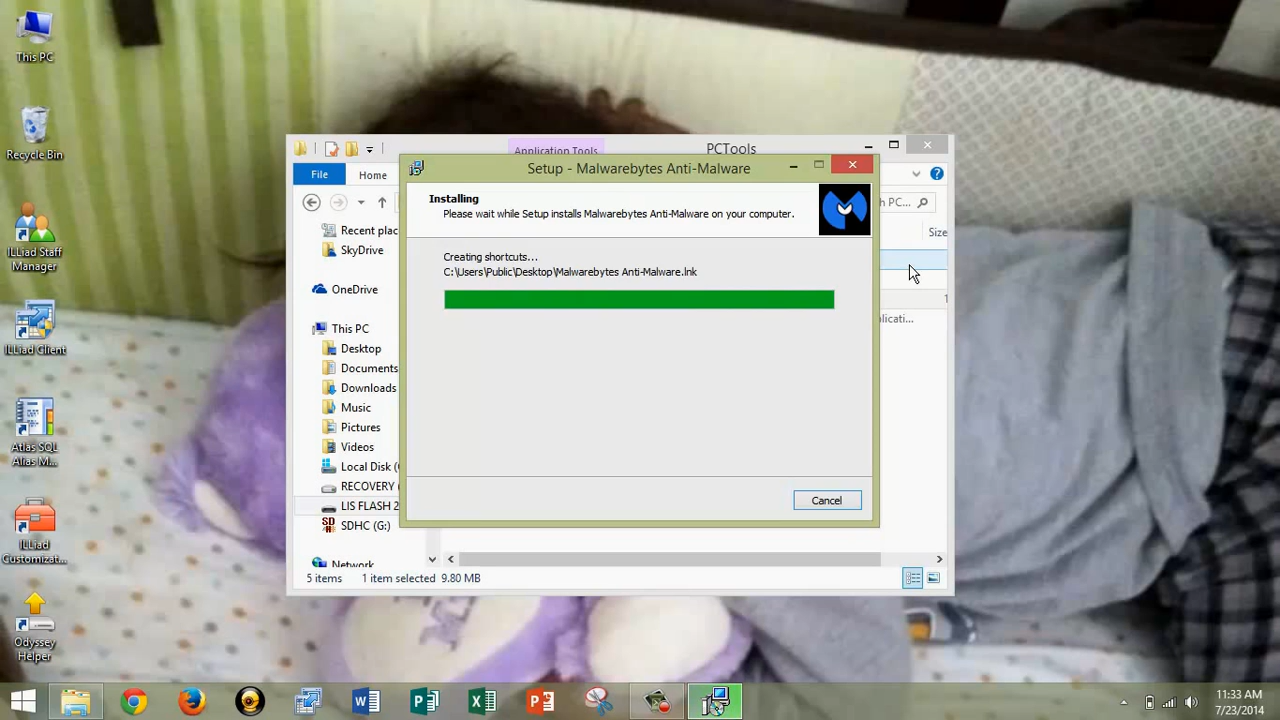 This PC
Recycle Bin
ILLiad Staff
Manager
ILLiad Client
Atlas SQL
Alias M...
ILLiad
Customizat...
Odyssey
Helper
Application Tools
PCTools
File
Home
Recent plac
SkyDrive
OneDrive
This PC
Desktop
Documents
Downloads
Music
Pictures
Videos
Local Disk (
RECOVERY (
LIS FLASH 2
SDHC (G:)
Network
5 items 1 item selected 9.80 MB
h PC...
Size
1
licati...
Setup - Malwarebytes Anti-Malware
Installing
Please wait while Setup installs Malwarebytes Anti-Malware on your computer.
Creating shortcuts...
C:\Users\Public\Desktop\Malwarebytes Anti-Malware.lnk
Cancel
11:33 AM
7/23/2014